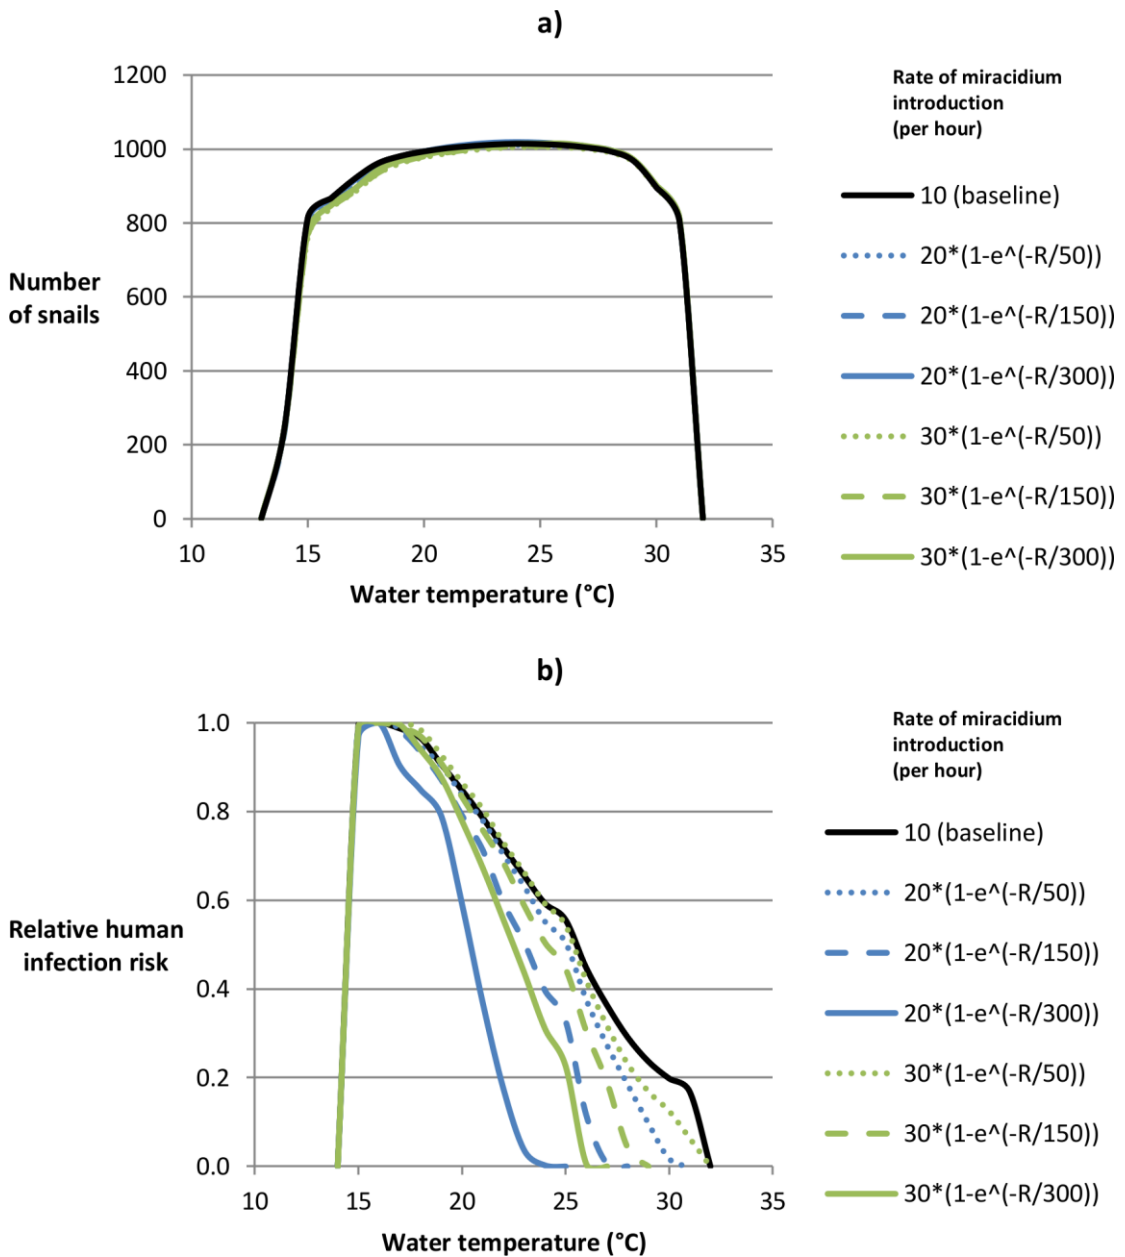 a)
1200
1000
800
600
400
200
0
Number
of snails
10 15 20 25 30 35
Water temperature (°C)
Rate of miracidium
introduction
(per hour)
10 (baseline)
20*(1-e^(-R/50))
20*(1-e^(-R/150))
20*(1-e^(-R/300))
30*(1-e^(-R/50))
30*(1-e^(-R/150))
30*(1-e^(-R/300))
b)
1.0
0.8
0.6
0.4
0.2
0.0
Relative human
infection risk
10 15 20 25 30 35
Water temperature (°C)
Rate of miracidium
introduction
(per hour)
10 (baseline)
20*(1-e^(-R/50))
20*(1-e^(-R/150))
20*(1-e^(-R/300))
30*(1-e^(-R/50))
30*(1-e^(-R/150))
30*(1-e^(-R/300))